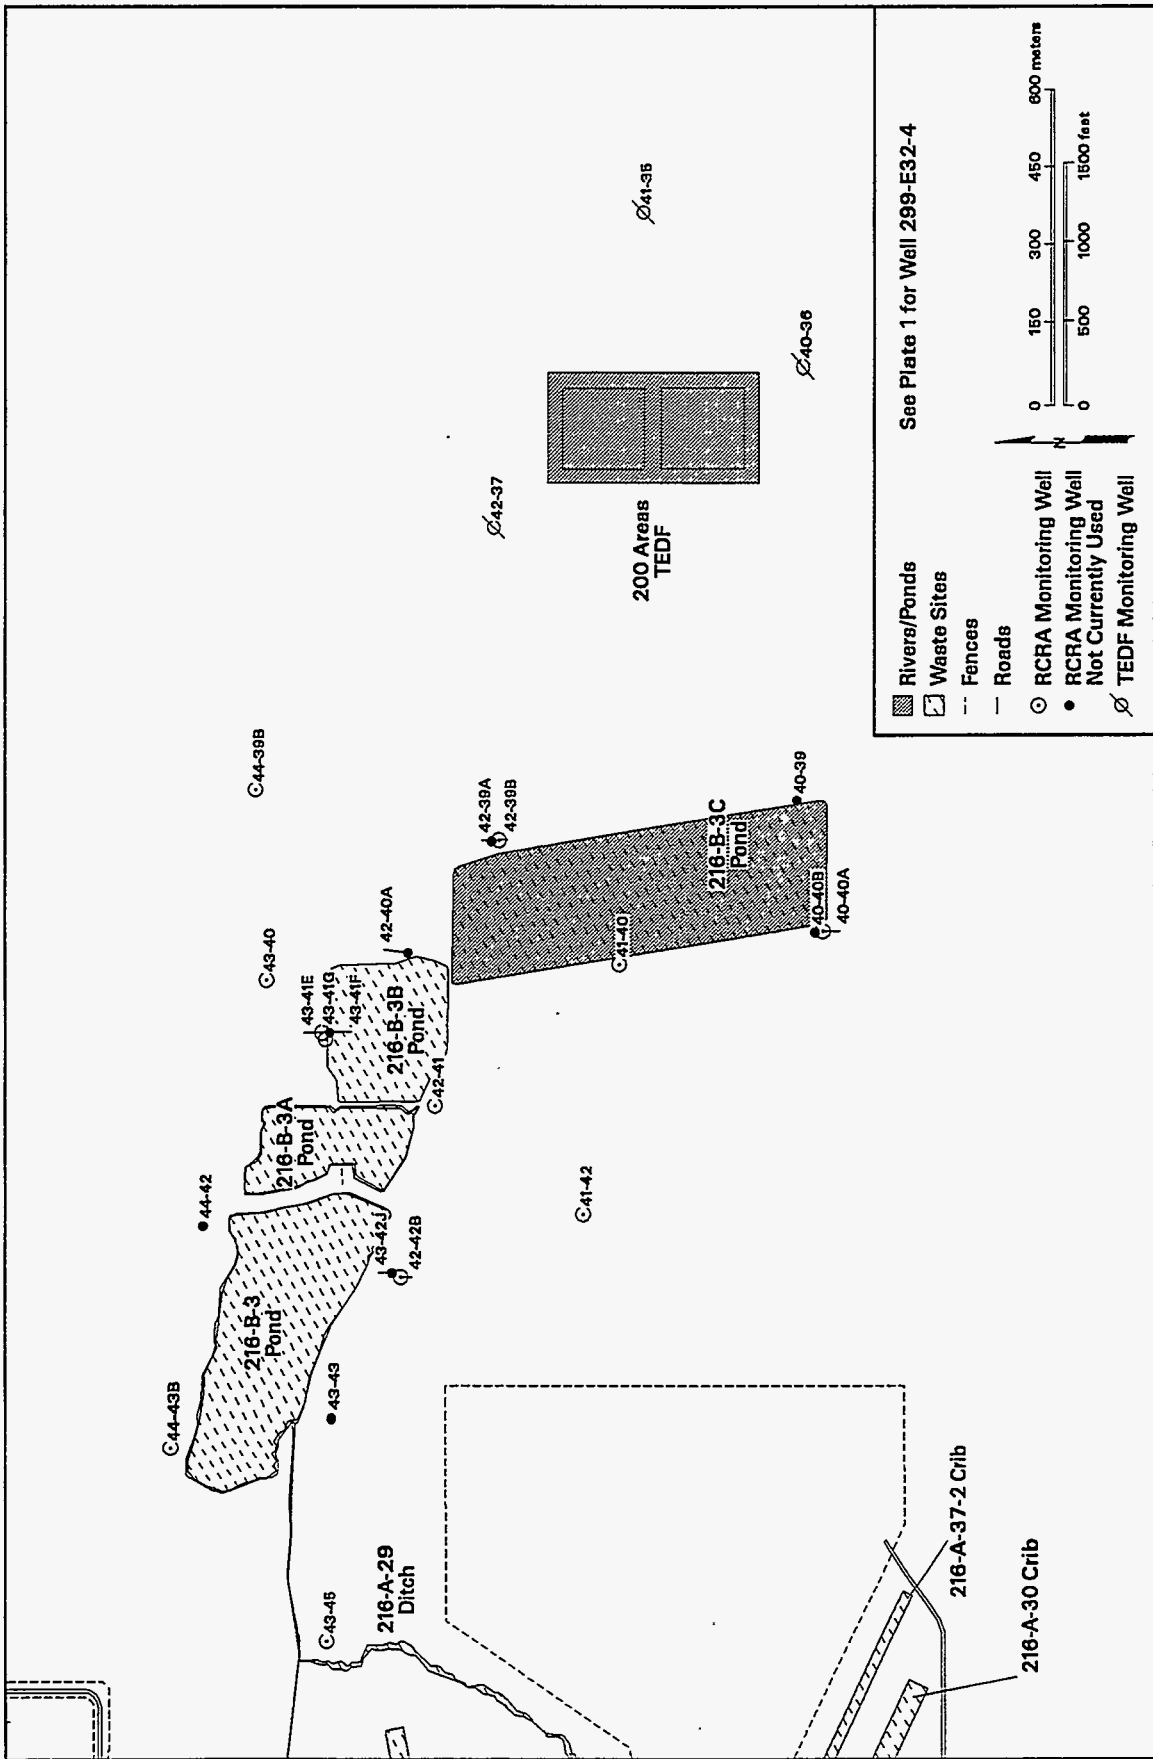 44-43B
216-B-3
Pond
44-42
216-B-3A
Pond
43-40
44-39B
43-41E
43-41G
43-41F
216-B-3B
Pond
42-40A
42-41
43-43
43-42J
42-42B
43-45
216-A-29
Ditch
41-42
42-39A
42-39B
41-40
216-B-3C
Pond
40-39
40-40B
40-40A
42-37
200 Areas
TEDF
41-35
40-36
216-A-37-2 Crib
216-A-30 Crib
Rivers/Ponds
Waste Sites
Fences
Roads
RCRA Monitoring Well
RCRA Monitoring Well
Not Currently Used
TEDF Monitoring Well
See Plate 1 for Well 299-E32-4
N
0 150 300 450 600 meters
0 500 1000 1500 feet